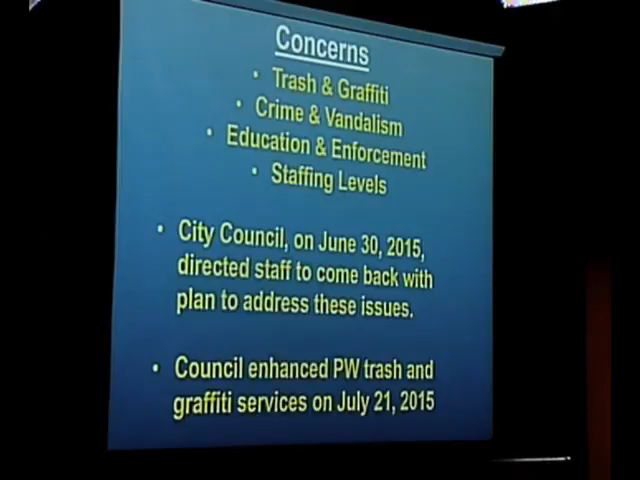 Concerns
• Trash & Graffiti
• Crime & Vandalism
• Education & Enforcement
• Staffing Levels
• City Council, on June 30, 2015,
directed staff to come back with
plan to address these issues.
• Council enhanced PW trash and
graffiti services on July 21, 2015